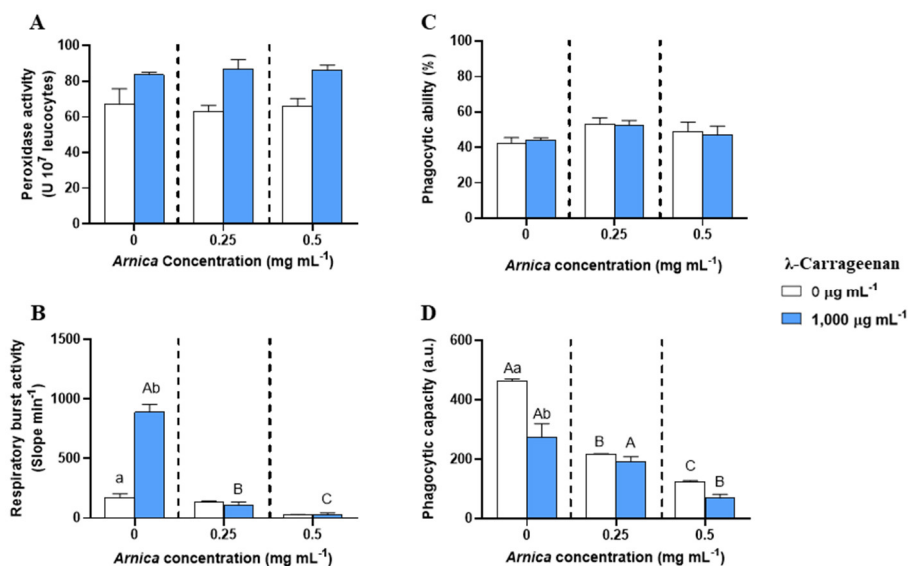 A
Peroxidase activity
(U 10⁷ leucocytes)
100
80
60
40
20
0
0
0.25
0.5
Arnica Concentration (mg mL⁻¹)
C
Phagocytic ability (%)
100
80
60
40
20
0
0
0.25
0.5
Arnica Concentration (mg mL⁻¹)
λ-Carrageenan
0 µg mL⁻¹
1,000 µg mL⁻¹
B
Respiratory burst activity
(Slope min⁻¹)
1500
1000
500
0
a
Ab
B
C
0
0.25
0.5
Arnica concentration (mg mL⁻¹)
D
Phagocytic capacity (a.u.)
600
400
200
0
Aa
Ab
B
A
C
B
0
0.25
0.5
Arnica concentration (mg mL⁻¹)